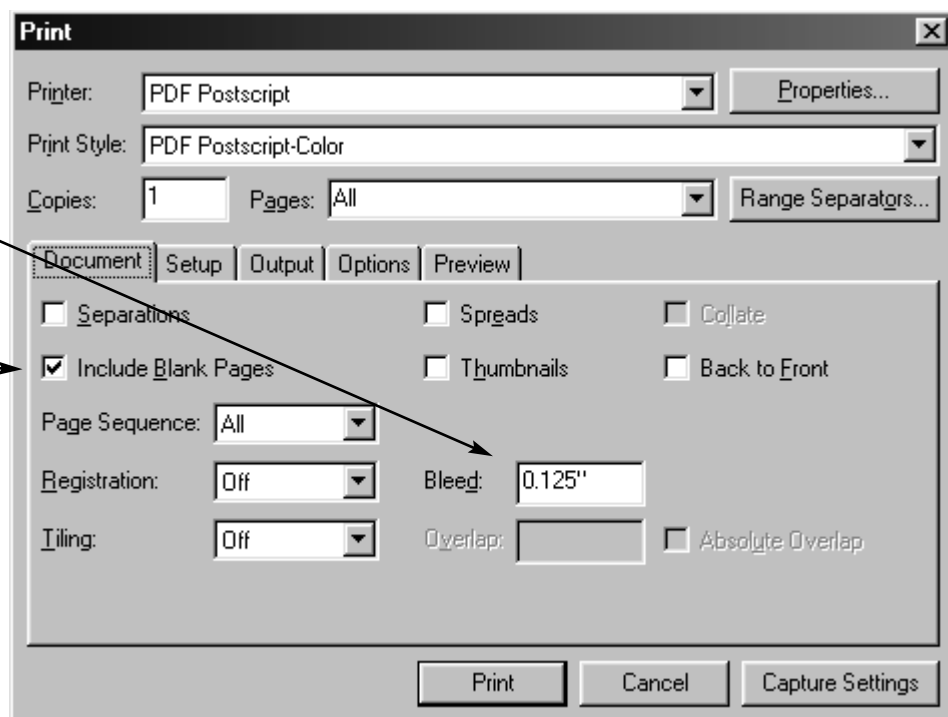 Print
Printer: PDF Postscript Properties...
Print Style: PDF Postscript-Color
Copies: 1 Pages: All Range Separators...
Document Setup Output Options Preview
Separations Spreads Collate
Include Blank Pages Thumbnails Back to Front
Page Sequence: All
Registration: Off Bleed: 0.125"
Tiling: Off Overlap: Absolute Overlap
Print Cancel Capture Settings